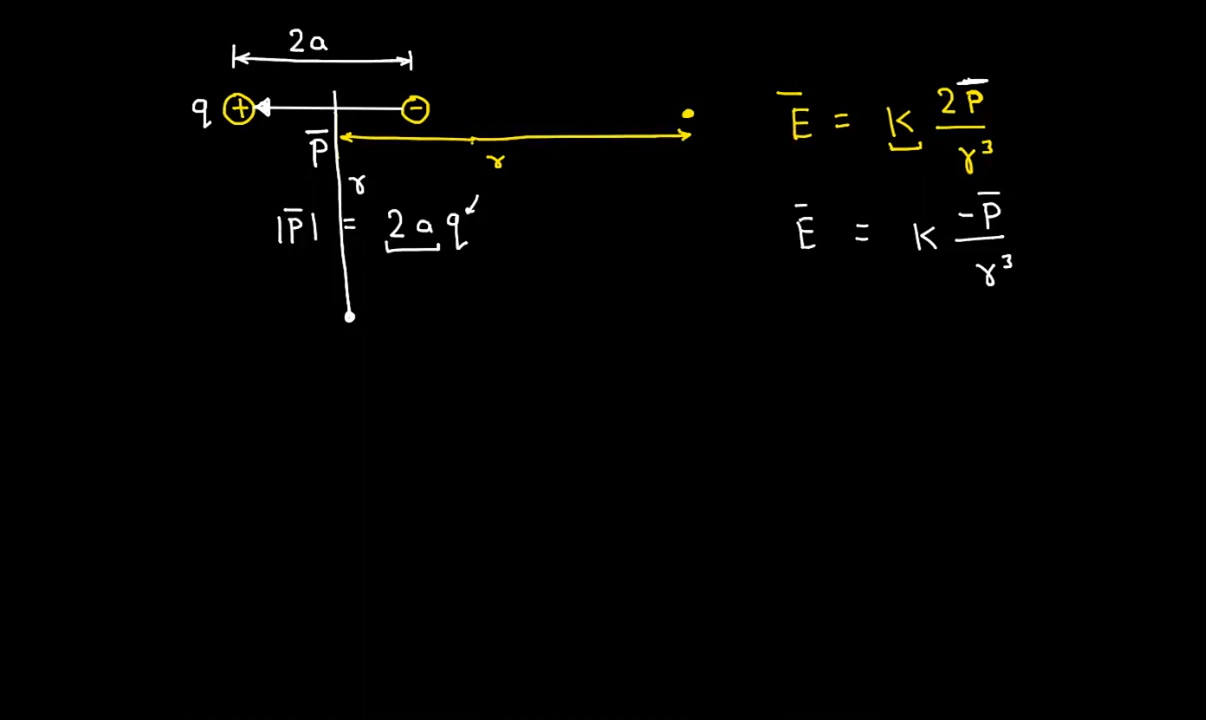 2a
q + −
P̅
r
r
|P̅| = 2aq
E̅ = K 2P̅ / r³
E̅ = K −P̅ / r³